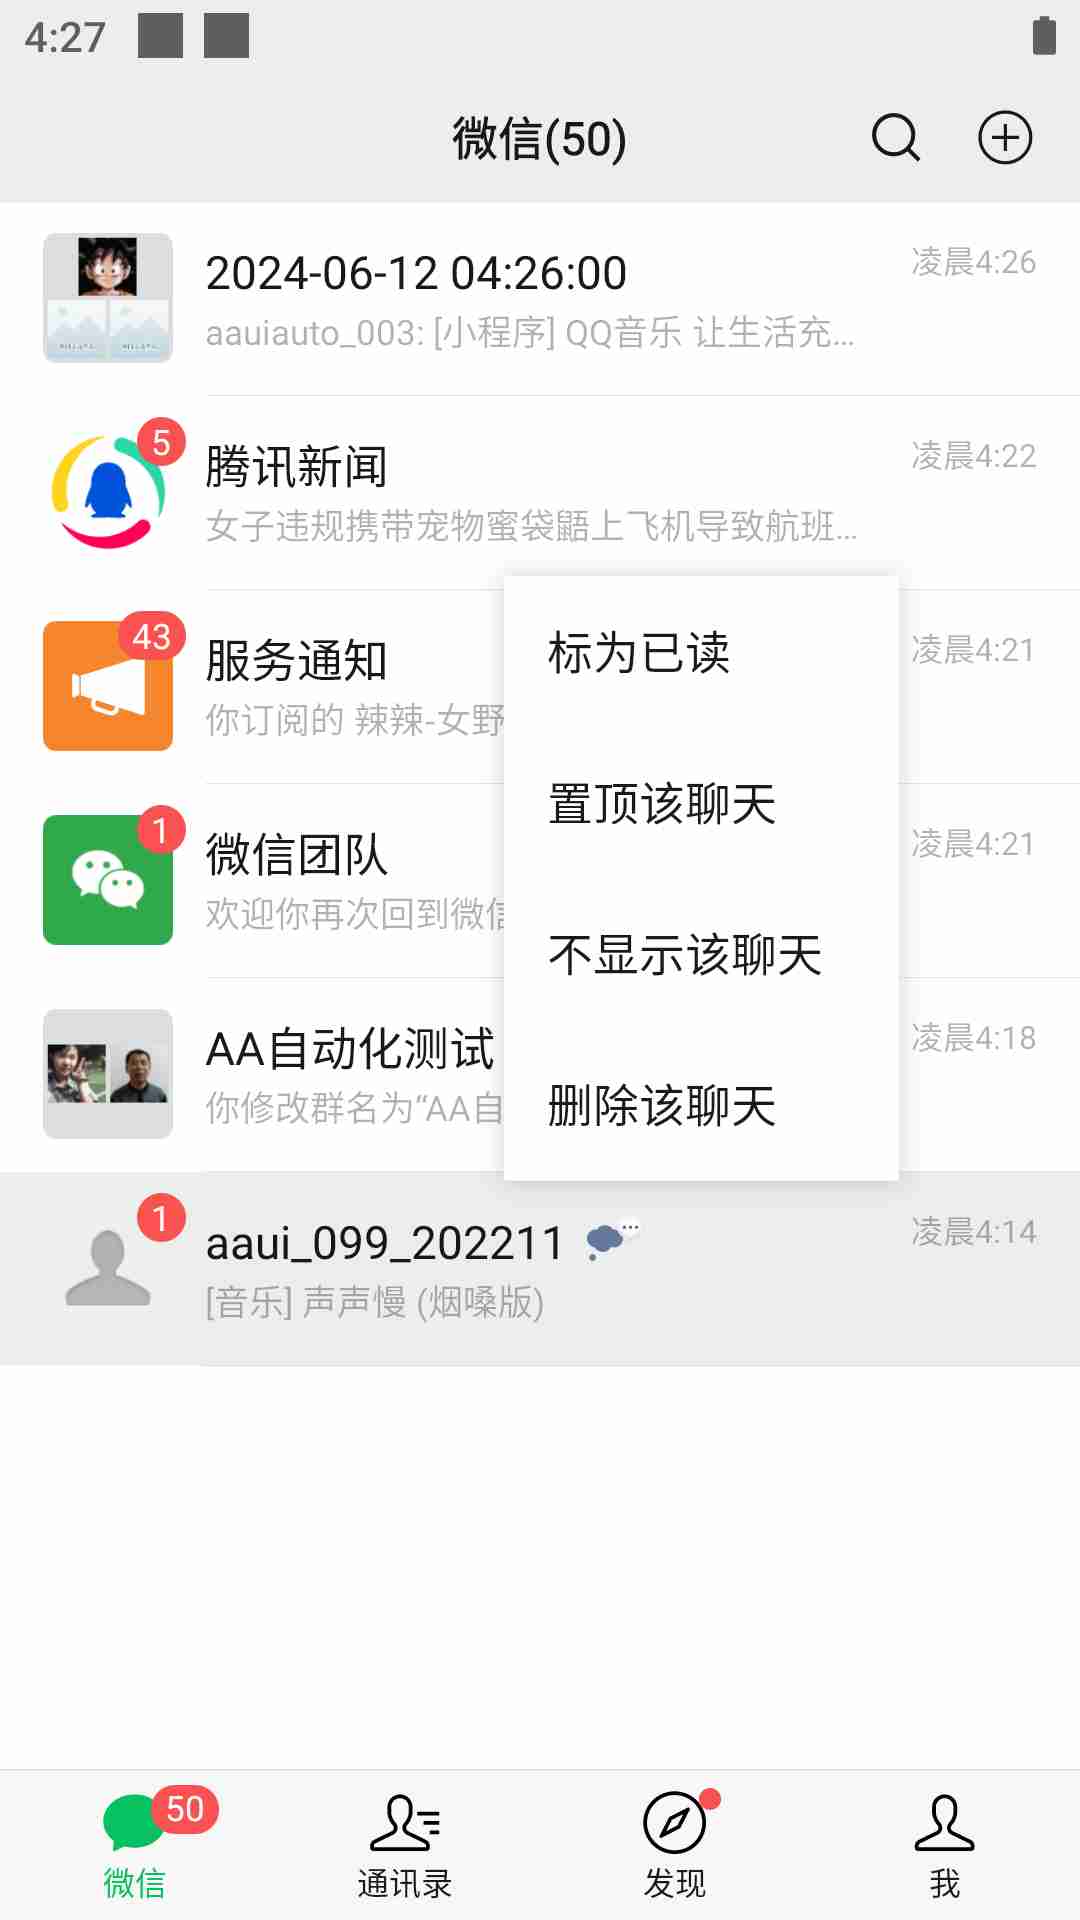 4:27
微信(50)
2024-06-12 04:26:00
凌晨4:26
aauiauto_003: [小程序] QQ音乐 让生活充...
5
腾讯新闻
凌晨4:22
女子违规携带宠物蜜袋鼯上飞机导致航班...
43
服务通知
凌晨4:21
你订阅的 辣辣-女野
1
微信团队
凌晨4:21
欢迎你再次回到微信
AA自动化测试
凌晨4:18
你修改群名为“AA自
标为已读
置顶该聊天
不显示该聊天
删除该聊天
1
aaui_099_202211
凌晨4:14
[音乐] 声声慢 (烟嗓版)
50
微信
通讯录
发现
我